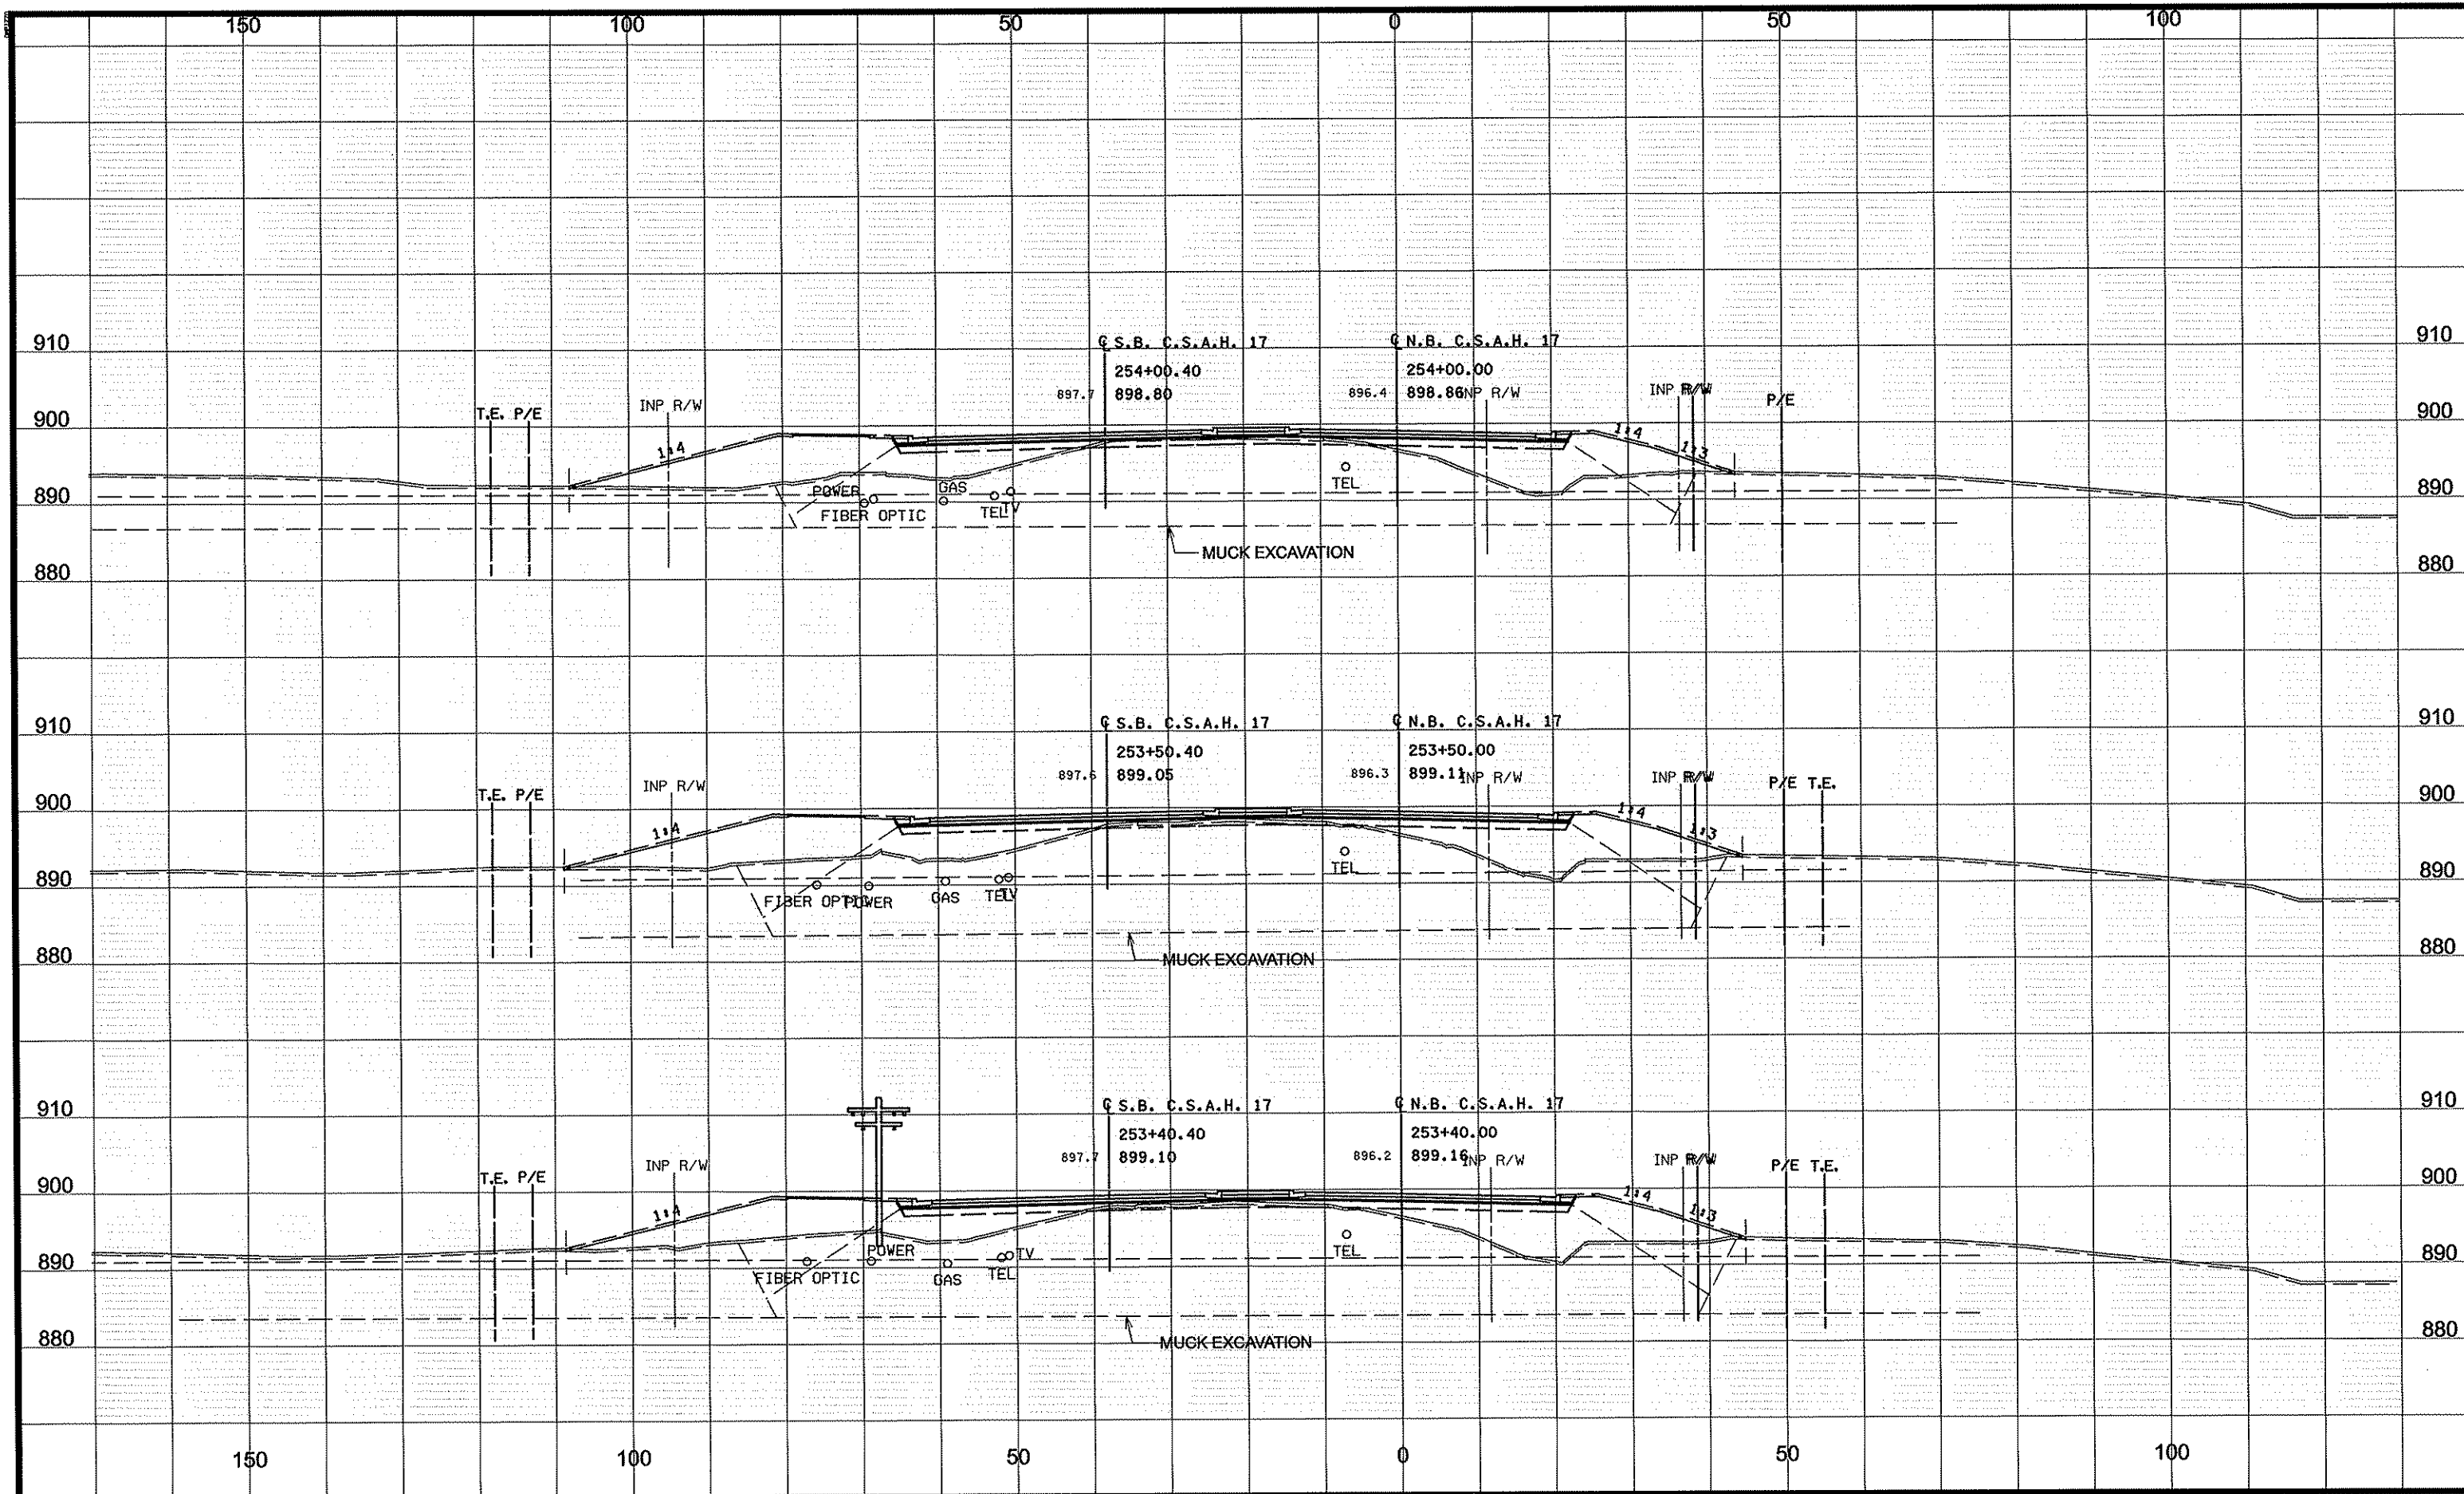 150 100 50 0 50 100
910 910
℄ S.B. C.S.A.H. 17 ℄ N.B. C.S.A.H. 17
254+00.40 254+00.00
897.7 898.80 896.4 898.86 INP R/W INP R/W R/W P/E
T.E. P/E INP R/W
900 900
1:4 1:4 1:3
890 POWER GAS TEL 890
FIBER OPTIC TEL TV
MUCK EXCAVATION
880 880
910 910
℄ S.B. C.S.A.H. 17 ℄ N.B. C.S.A.H. 17
253+50.40 253+50.00
897.6 899.05 896.3 899.11 INP R/W INP R/W R/W P/E T.E.
T.E. P/E INP R/W
900 900
1:4 1:4 1:3
TEL
890 890
FIBER OPTIC POWER GAS TEL TV
880 880
MUCK EXCAVATION
910 910
℄ S.B. C.S.A.H. 17 ℄ N.B. C.S.A.H. 17
253+40.40 253+40.00
897.7 899.10 896.2 899.16 INP R/W INP R/W R/W P/E T.E.
T.E. P/E INP R/W
900 900
1:4 1:4 1:3
POWER TV TEL
890 890
FIBER OPTIC GAS TEL
880 880
MUCK EXCAVATION
150 100 50 0 50 100